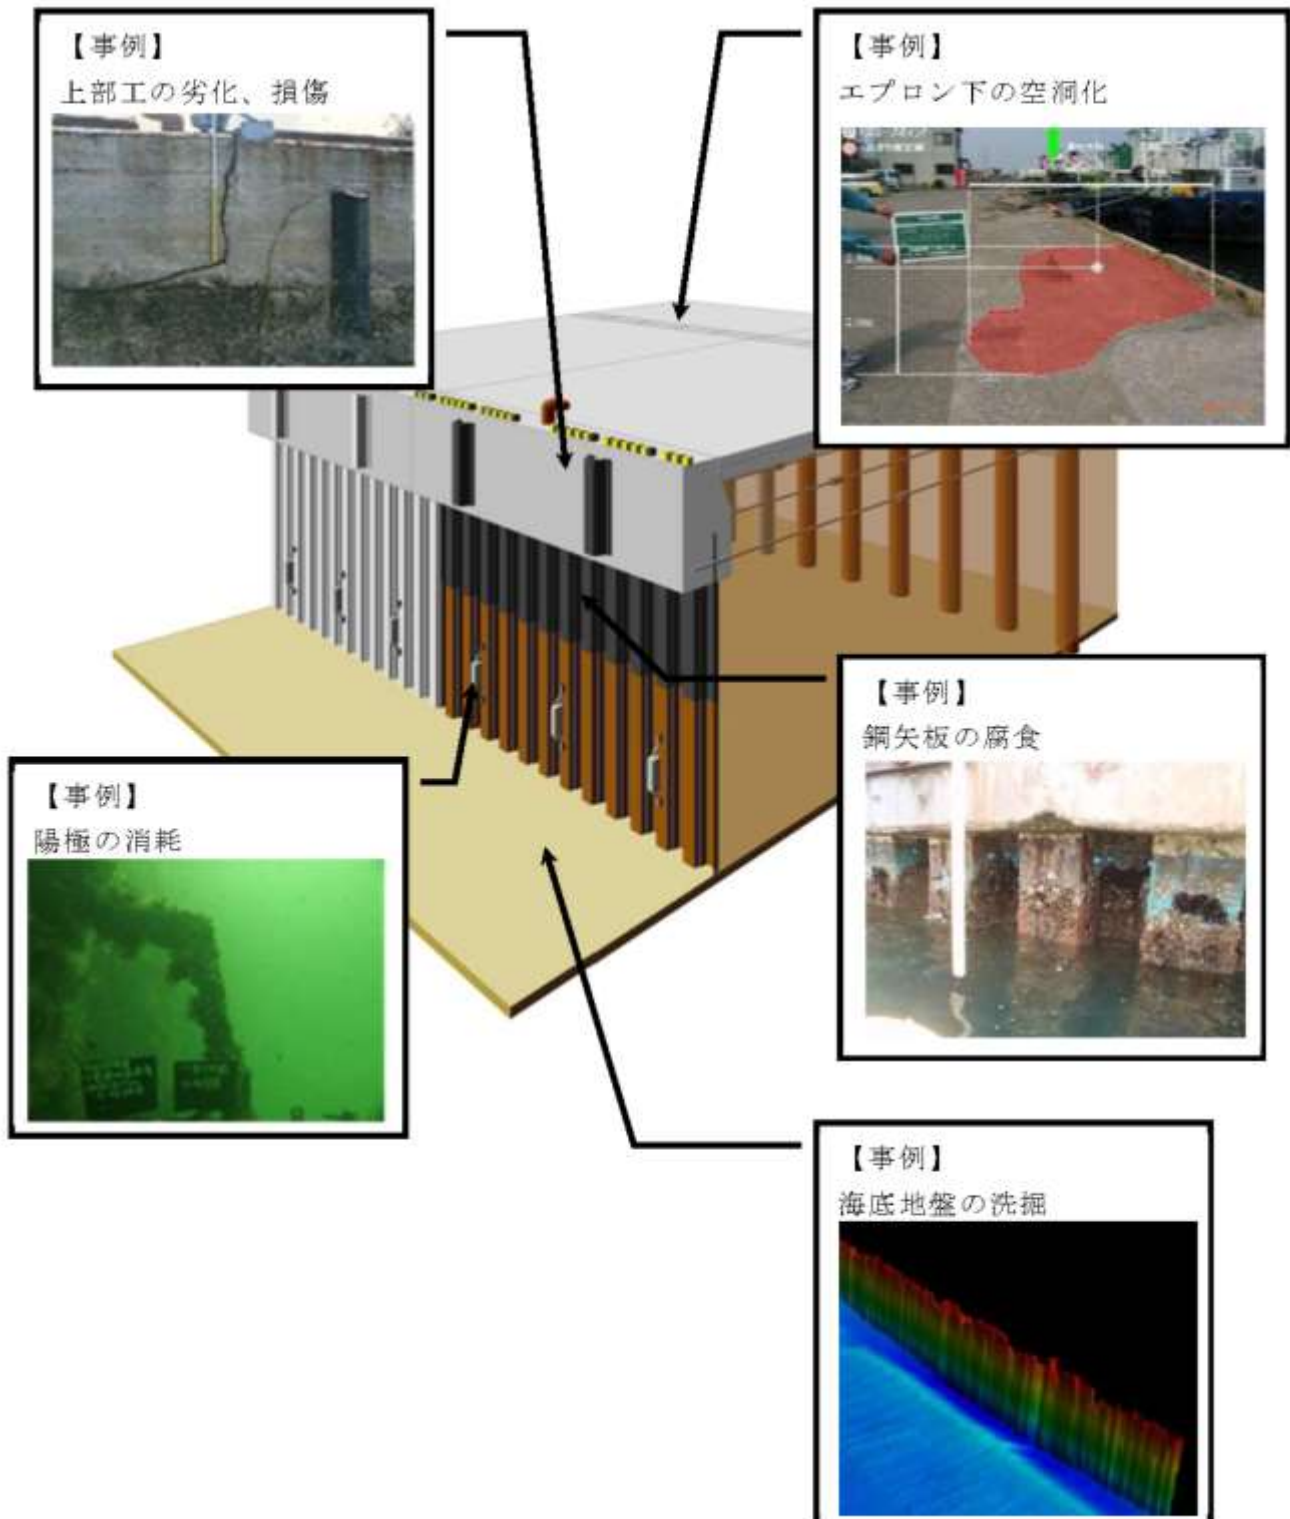 【事例】
上部工の劣化、損傷
【事例】
エプロン下の空洞化
【事例】
鋼矢板の腐食
【事例】
陽極の消耗
【事例】
海底地盤の洗掘